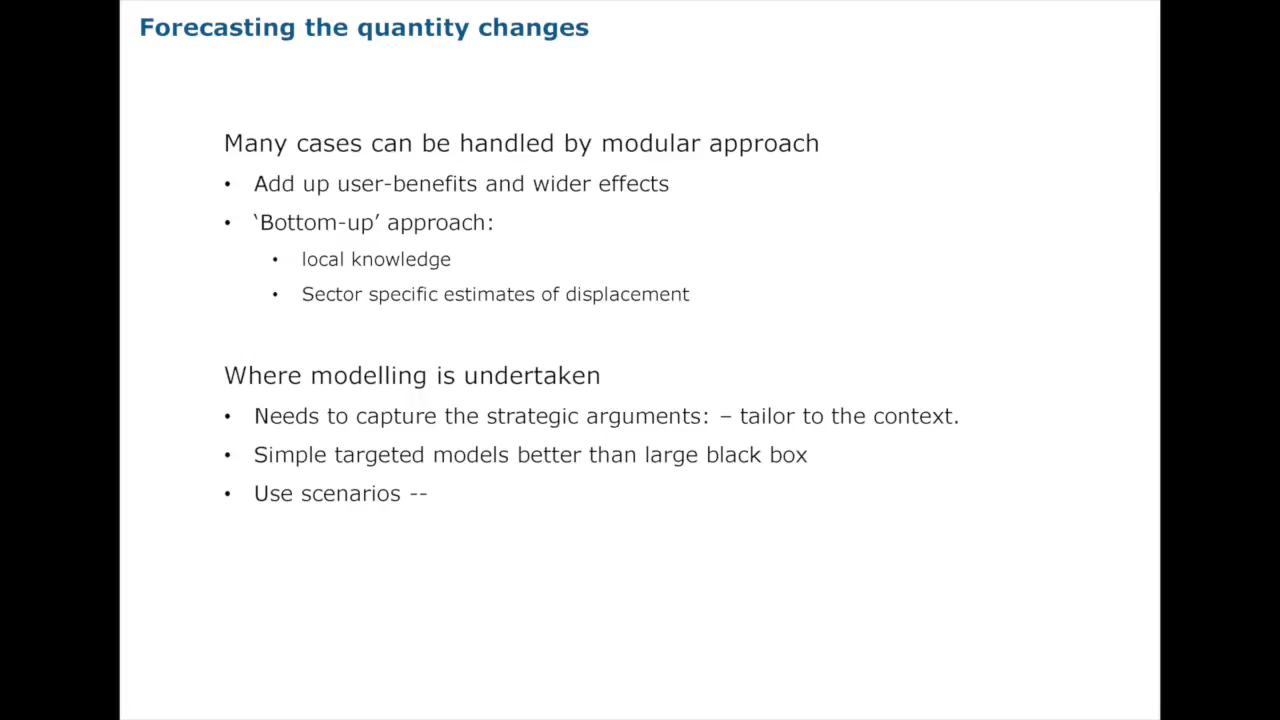 Forecasting the quantity changes
Many cases can be handled by modular approach
• Add up user-benefits and wider effects
• ‘Bottom-up’ approach:
• local knowledge
• Sector specific estimates of displacement
Where modelling is undertaken
• Needs to capture the strategic arguments: – tailor to the context.
• Simple targeted models better than large black box
• Use scenarios --